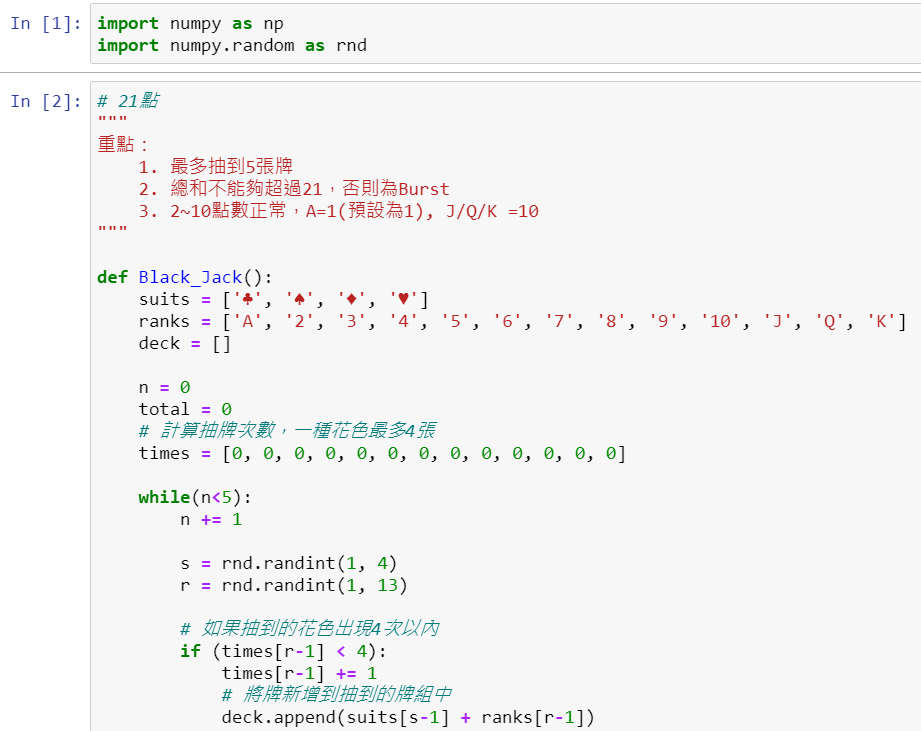 In [1]: import numpy as np
import numpy.random as rnd
In [2]: # 21點
"""
重點：
    1. 最多抽到5張牌
    2. 總和不能夠超過21，否則為Burst
    3. 2~10點數正常，A=1(預設為1), J/Q/K =10
"""
def Black_Jack():
    suits = ['♣', '♠', '♦', '♥']
    ranks = ['A', '2', '3', '4', '5', '6', '7', '8', '9', '10', 'J', 'Q', 'K']
    deck = []
    n = 0
    total = 0
    # 計算抽牌次數，一種花色最多4張
    times = [0, 0, 0, 0, 0, 0, 0, 0, 0, 0, 0, 0, 0]
    while(n<5):
        n += 1
        s = rnd.randint(1, 4)
        r = rnd.randint(1, 13)
        # 如果抽到的花色出現4次以內
        if (times[r-1] < 4):
            times[r-1] += 1
            # 將牌新增到抽到的牌組中
            deck.append(suits[s-1] + ranks[r-1])